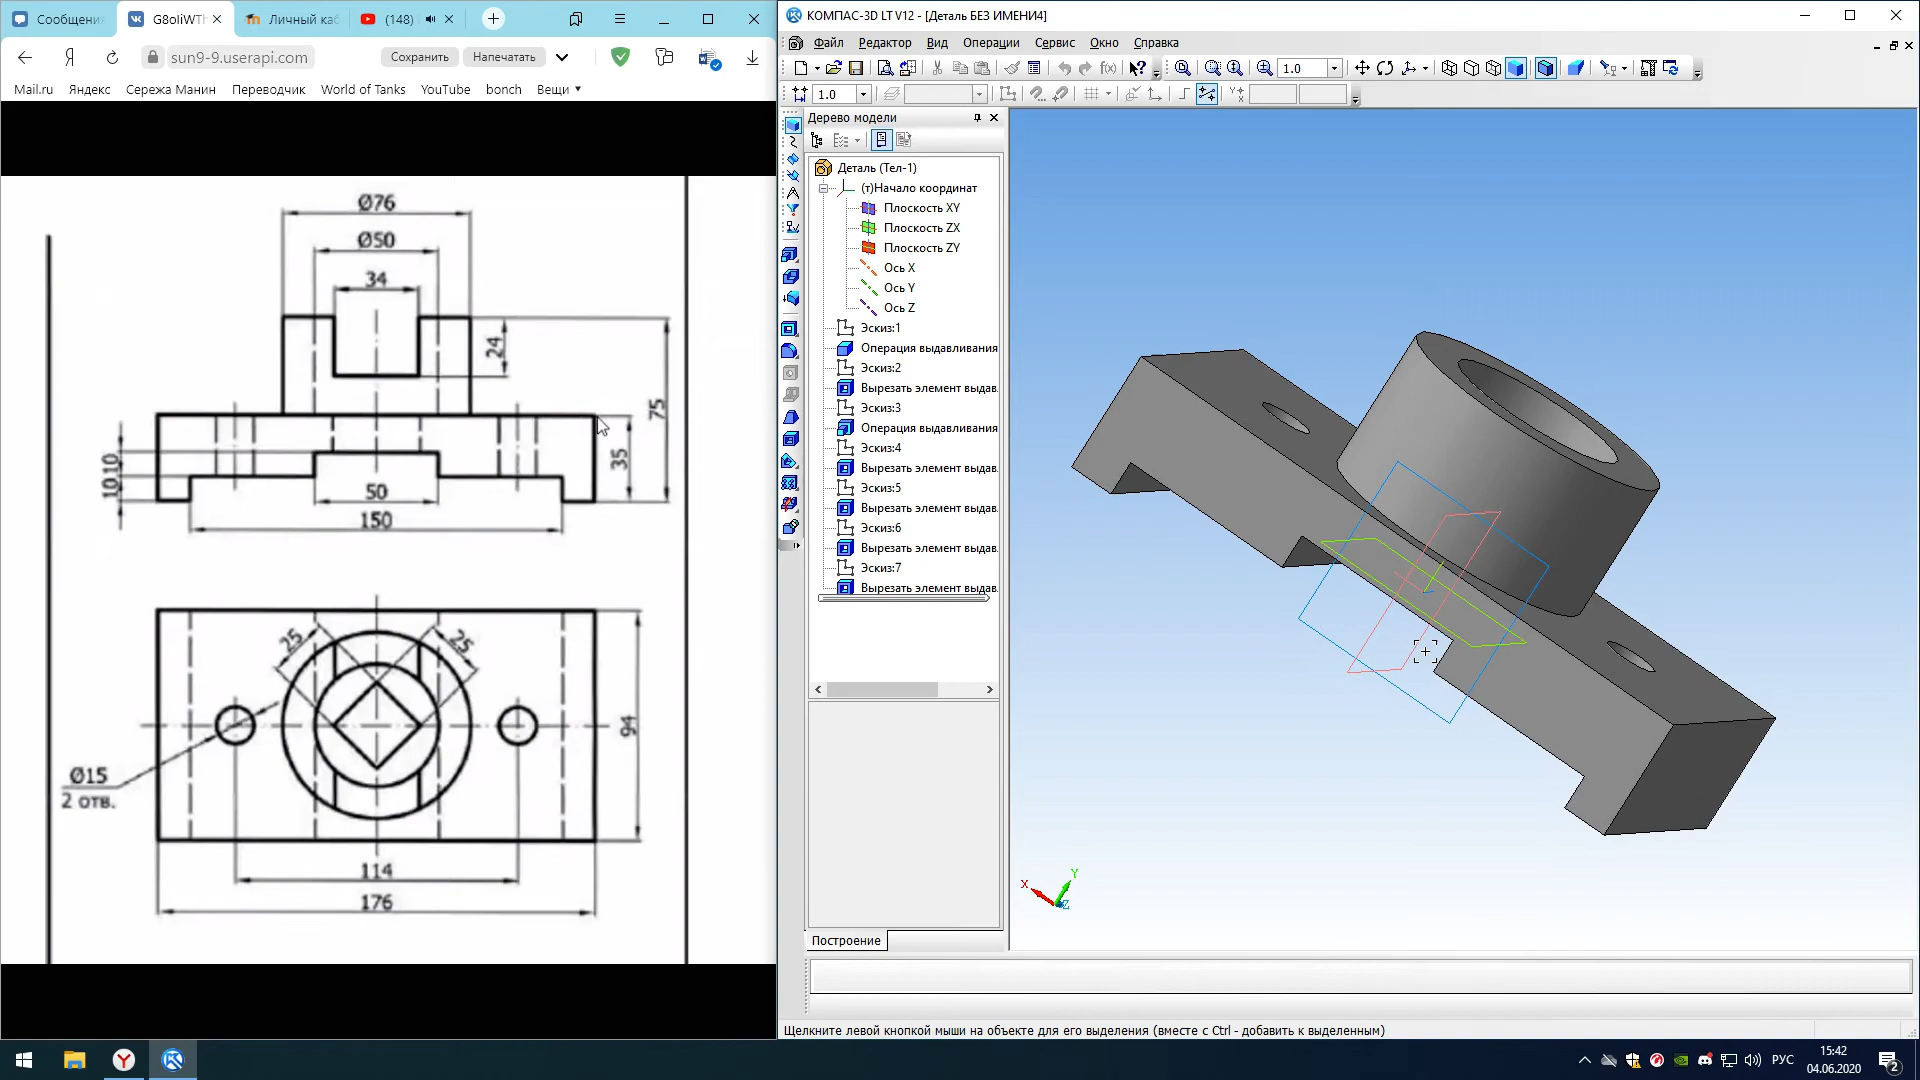 Сообщени
G8oliWTh
Личный каб
(148)
sun9-9.userapi.com
Сохранить
Напечатать
Mail.ru
Яндекс
Сережа Манин
Переводчик
World of Tanks
YouTube
bonch
Вещи
Ø76
Ø50
34
24
75
35
10
10
50
150
25
25
94
Ø15
2 отв.
114
176
КОМПАС-3D LT V12 - [Деталь БЕЗ ИМЕНИ4]
Файл
Редактор
Вид
Операции
Сервис
Окно
Справка
1.0
1.0
Дерево модели
Деталь (Тел-1)
(т)Начало координат
Плоскость XY
Плоскость ZX
Плоскость ZY
Ось X
Ось Y
Ось Z
Эскиз:1
Операция выдавливания
Эскиз:2
Вырезать элемент выдав.
Эскиз:3
Операция выдавливания
Эскиз:4
Вырезать элемент выдав.
Эскиз:5
Вырезать элемент выдав.
Эскиз:6
Вырезать элемент выдав.
Эскиз:7
Вырезать элемент выдав.
Построение
X
Y
Z
Щелкните левой кнопкой мыши на объекте для его выделения (вместе с Ctrl - добавить к выделенным)
РУС
15:42
04.06.2020
2